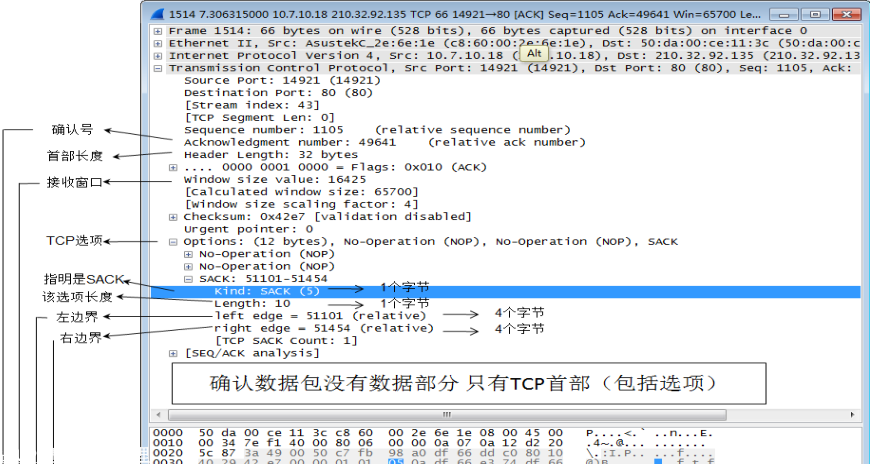 1514 7.306315000 10.7.10.18 210.32.92.135 TCP 66 14921→80 [ACK] Seq=1105 Ack=49641 Win=65700 Le...
Frame 1514: 66 bytes on wire (528 bits), 66 bytes captured (528 bits) on interface 0
Ethernet II, Src: AsustekC_2e:6e:1e (c8:60:00:2e:6e:1e), Dst: 50:da:00:ce:11:3c (50:da:00:c
Alt
Internet Protocol Version 4, Src: 10.7.10.18 (10.7.10.18), Dst: 210.32.92.135 (210.32.92.13
Transmission Control Protocol, Src Port: 14921 (14921), Dst Port: 80 (80), Seq: 1105, Ack:
Source Port: 14921 (14921)
Destination Port: 80 (80)
[Stream index: 43]
[TCP Segment Len: 0]
确认号 Sequence number: 1105 (relative sequence number)
Acknowledgment number: 49641 (relative ack number)
首部长度 Header Length: 32 bytes
.... 0000 0001 0000 = Flags: 0x010 (ACK)
接收窗口 Window size value: 16425
[Calculated window size: 65700]
[Window size scaling factor: 4]
Checksum: 0x42e7 [validation disabled]
Urgent pointer: 0
TCP选项 Options: (12 bytes), No-Operation (NOP), No-Operation (NOP), SACK
No-Operation (NOP)
No-Operation (NOP)
指明是SACK SACK: 51101-51454
Kind: SACK (5) 1个字节
该选项长度 Length: 10 1个字节
左边界 left edge = 51101 (relative) 4个字节
右边界 right edge = 51454 (relative) 4个字节
[TCP SACK Count: 1]
[SEQ/ACK analysis]
确认数据包没有数据部分 只有TCP首部（包括选项）
0000 50 da 00 ce 11 3c c8 60 00 2e 6e 1e 08 00 45 00 P....<.` ..n...E.
0010 00 34 7e f1 40 00 80 06 00 00 0a 07 0a 12 d2 20 .4~.@... .......
0020 5c 87 3a 49 00 50 c7 fb 98 a0 df 66 dd c0 80 10 \.:I.P.. ...f....
0030 40 29 42 e7 00 00 01 01 05 0a df 66 e3 74 df 66 @)B..... ...f.t.f